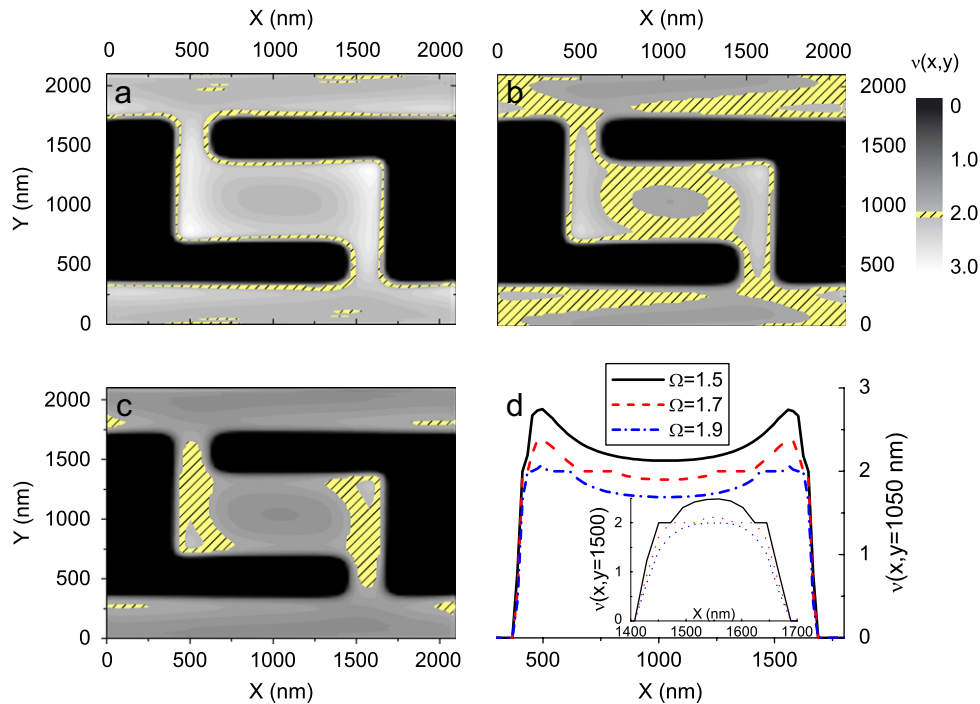 X (nm)
X (nm)
0 500 1000 1500 2000
0 500 1000 1500 2000
ν(x,y)
a
b
2000
1500
1000
500
0
Y (nm)
2000
1500
1000
500
0
0
1.0
2.0
3.0
c
2000
1500
1000
500
0
Y (nm)
0 500 1000 1500 2000
X (nm)
d
Ω=1.5
Ω=1.7
Ω=1.9
3
2
1
0
ν(x,y=1050 nm)
500 1000 1500
X (nm)
ν(x,y=1500)
2
1
0
X (nm)
1400 1500 1600 1700